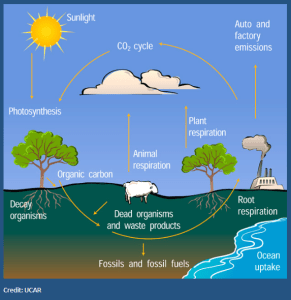 Sunlight
Auto and
factory
emissions
CO₂ cycle
Photosynthesis
Plant
respiration
Animal
respiration
Organic carbon
Decay
organisms
Dead organisms
and waste products
Root
respiration
Ocean
uptake
Fossils and fossil fuels
Credit: UCAR